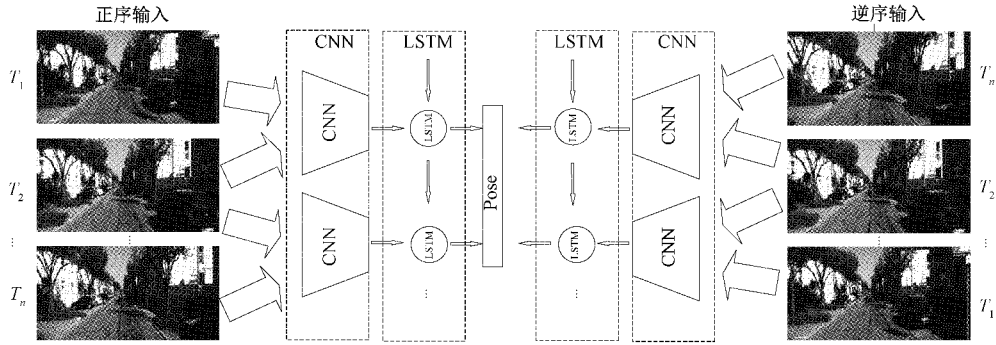 正序输入
逆序输入
CNN
LSTM
LSTM
CNN
T1
T2
...
Tn
CNN
CNN
LSTM
LSTM
...
Pose
LSTM
LSTM
...
CNN
CNN
Tn
T2
...
T1